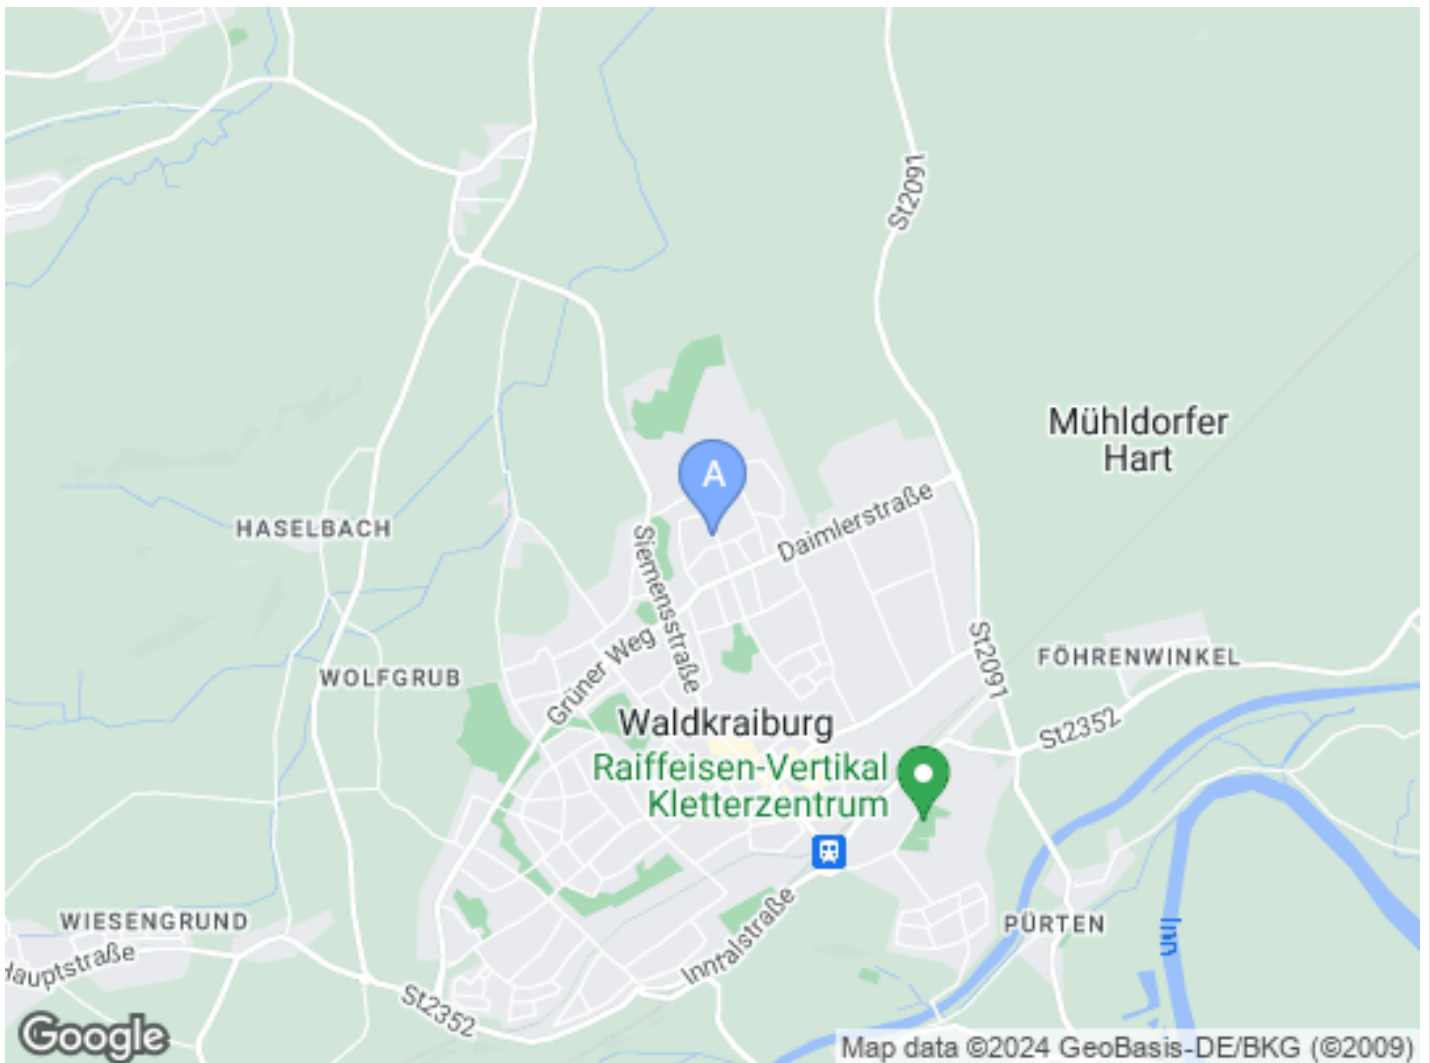 St2091
Mühldorfer
Hart
A
Daimlerstraße
HASELBACH
Siemensstraße
St2091
FÖHRENWINKEL
Grüner Weg
WOLFGRUB
Waldkraiburg
St2352
Raiffeisen-Vertikal
Kletterzentrum
WIESENGRUND
PÜRTEN
Inn
Hauptstraße
Inntalstraße
St2352
Google
Map data ©2024 GeoBasis-DE/BKG (©2009)